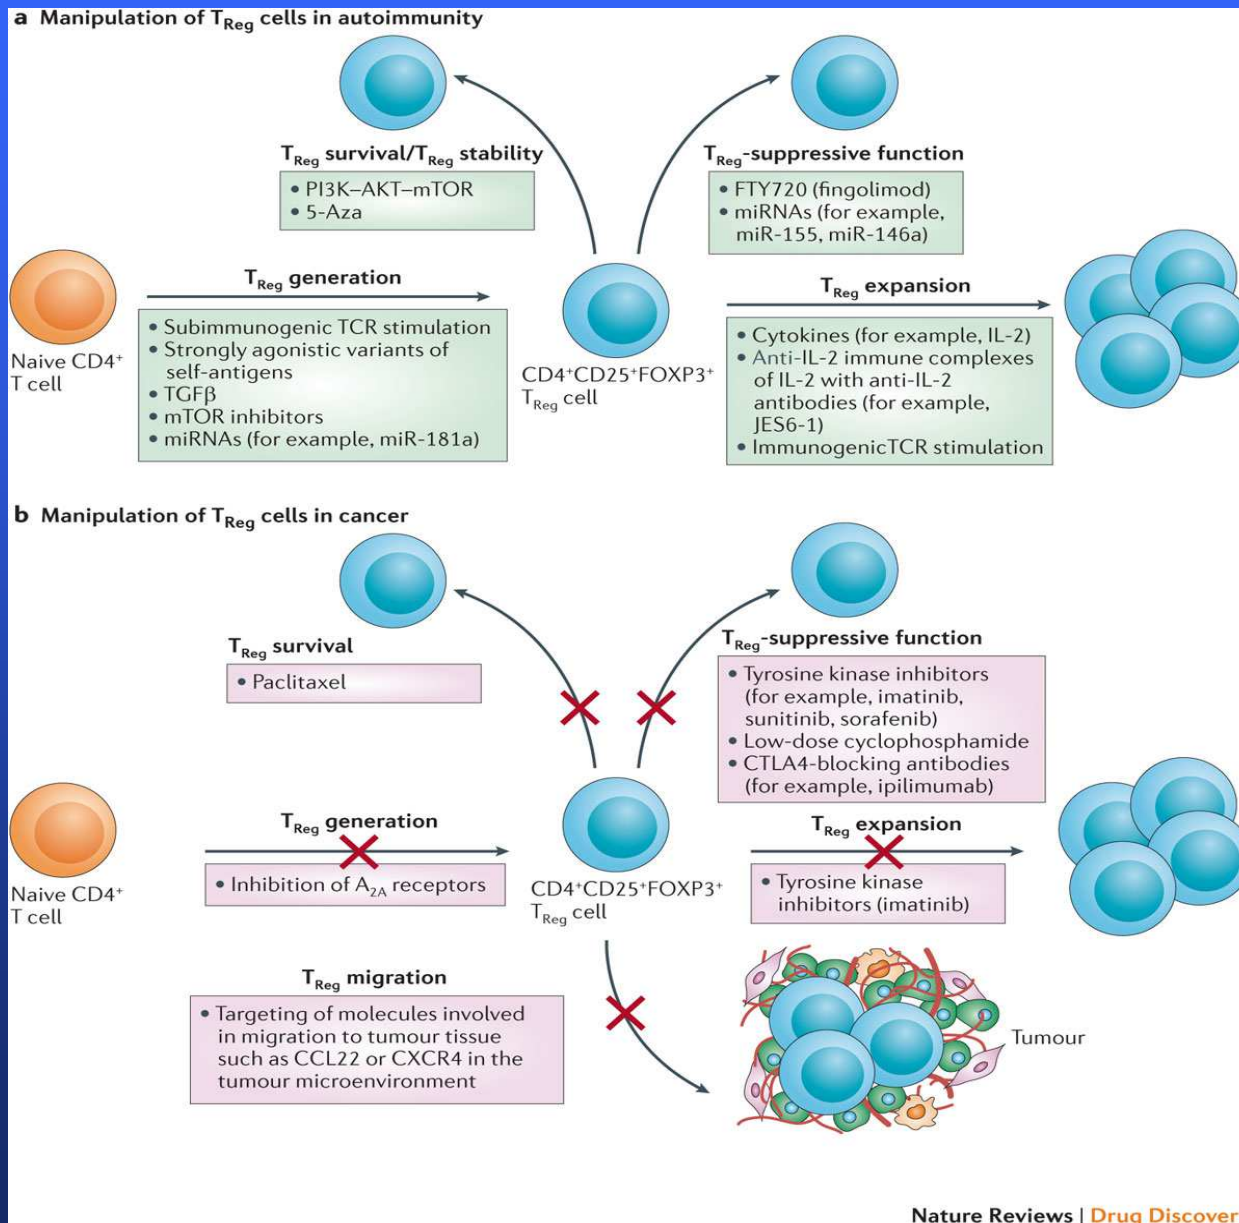 a Manipulation of TReg cells in autoimmunity
TReg survival/TReg stability
• PI3K–AKT–mTOR
• 5-Aza
TReg-suppressive function
• FTY720 (fingolimod)
• miRNAs (for example,
miR-155, miR-146a)
Naive CD4+
T cell
TReg generation
• Subimmunogenic TCR stimulation
• Strongly agonistic variants of
self-antigens
• TGFβ
• mTOR inhibitors
• miRNAs (for example, miR-181a)
CD4+CD25+FOXP3+
TReg cell
TReg expansion
• Cytokines (for example, IL-2)
• Anti-IL-2 immune complexes
of IL-2 with anti-IL-2
antibodies (for example,
JES6-1)
• ImmunogenicTCR stimulation
b Manipulation of TReg cells in cancer
TReg survival
• Paclitaxel
TReg-suppressive function
• Tyrosine kinase inhibitors
(for example, imatinib,
sunitinib, sorafenib)
• Low-dose cyclophosphamide
• CTLA4-blocking antibodies
(for example, ipilimumab)
Naive CD4+
T cell
TReg generation
• Inhibition of A2A receptors
CD4+CD25+FOXP3+
TReg cell
TReg expansion
• Tyrosine kinase
inhibitors (imatinib)
TReg migration
• Targeting of molecules involved
in migration to tumour tissue
such as CCL22 or CXCR4 in the
tumour microenvironment
Tumour
Nature Reviews | Drug Discover